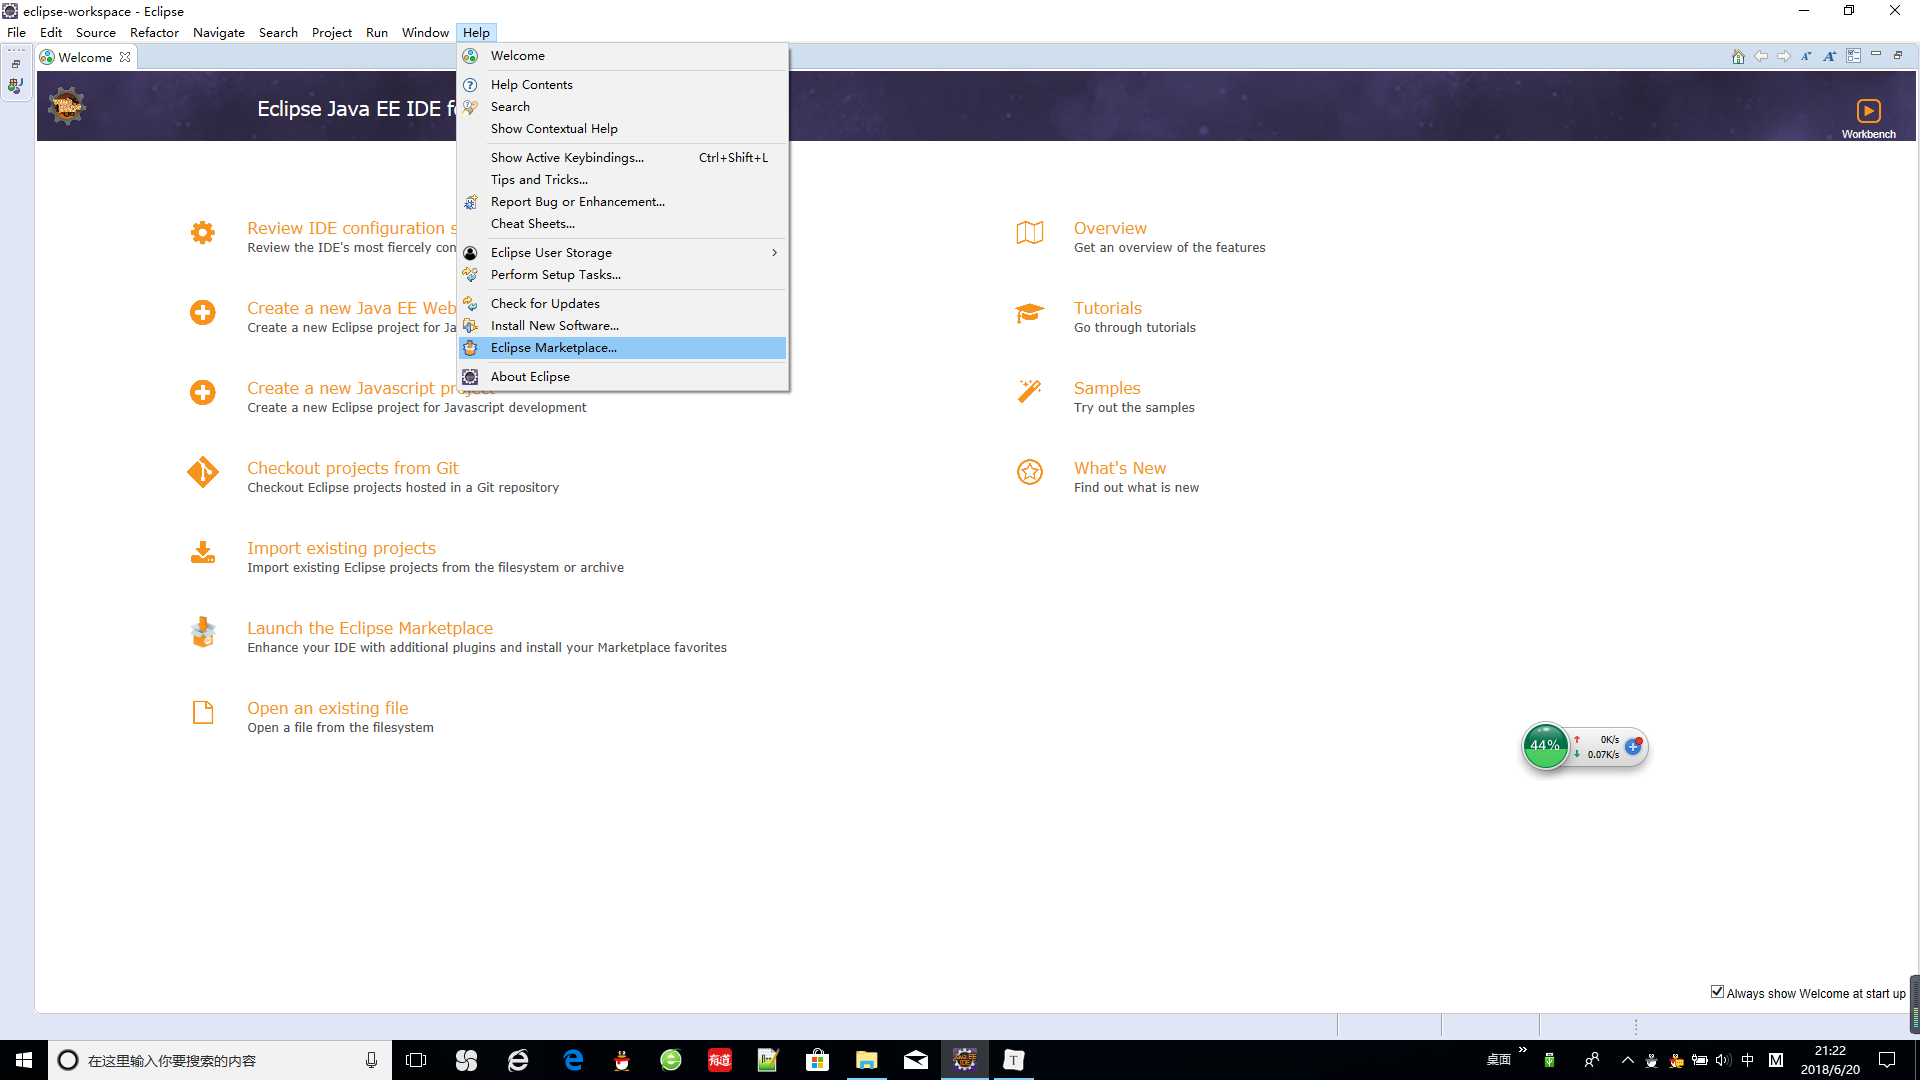 eclipse-workspace - Eclipse
File Edit Source Refactor Navigate Search Project Run Window Help
Welcome
Welcome
Help Contents
Search
Show Contextual Help
Show Active Keybindings... Ctrl+Shift+L
Tips and Tricks...
Report Bug or Enhancement...
Cheat Sheets...
Eclipse User Storage
Perform Setup Tasks...
Check for Updates
Install New Software...
Eclipse Marketplace...
About Eclipse
Eclipse Java EE IDE f
Workbench
Review IDE configuration s
Review the IDE's most fiercely con
Create a new Java EE Web
Create a new Eclipse project for Ja
Create a new Javascript project
Create a new Eclipse project for Javascript development
Checkout projects from Git
Checkout Eclipse projects hosted in a Git repository
Import existing projects
Import existing Eclipse projects from the filesystem or archive
Launch the Eclipse Marketplace
Enhance your IDE with additional plugins and install your Marketplace favorites
Open an existing file
Open a file from the filesystem
Overview
Get an overview of the features
Tutorials
Go through tutorials
Samples
Try out the samples
What's New
Find out what is new
44%
0K/s
0.07K/s
Always show Welcome at start up
在这里输入你要搜索的内容
有道
T
桌面
中
M
21:22
2018/6/20